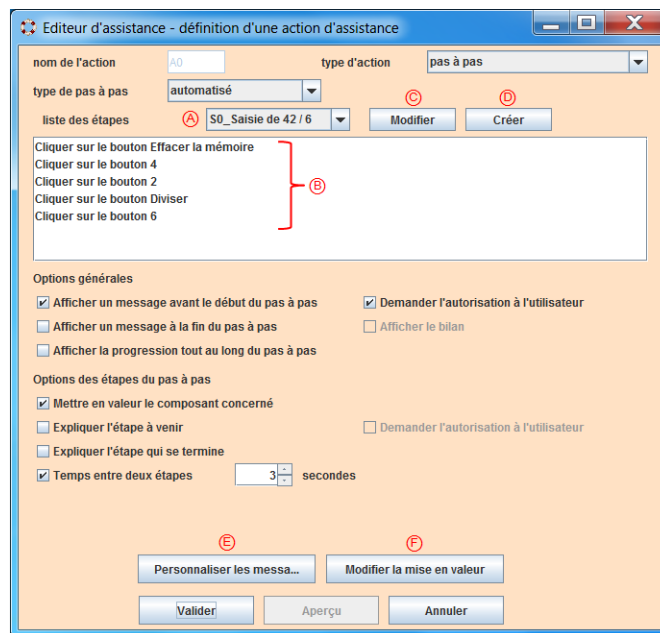 Editeur d'assistance - définition d'une action d'assistance
nom de l'action A0 type d'action pas à pas
type de pas à pas automatisé C D
liste des étapes A S0_Saisie de 42 / 6 Modifier Créer
Cliquer sur le bouton Effacer la mémoire
Cliquer sur le bouton 4
Cliquer sur le bouton 2 B
Cliquer sur le bouton Diviser
Cliquer sur le bouton 6
Options générales
Afficher un message avant le début du pas à pas Demander l'autorisation à l'utilisateur
Afficher un message à la fin du pas à pas Afficher le bilan
Afficher la progression tout au long du pas à pas
Options des étapes du pas à pas
Mettre en valeur le composant concerné
Expliquer l'étape à venir Demander l'autorisation à l'utilisateur
Expliquer l'étape qui se termine
Temps entre deux étapes 3 secondes
E F
Personnaliser les messa... Modifier la mise en valeur
Valider Aperçu Annuler